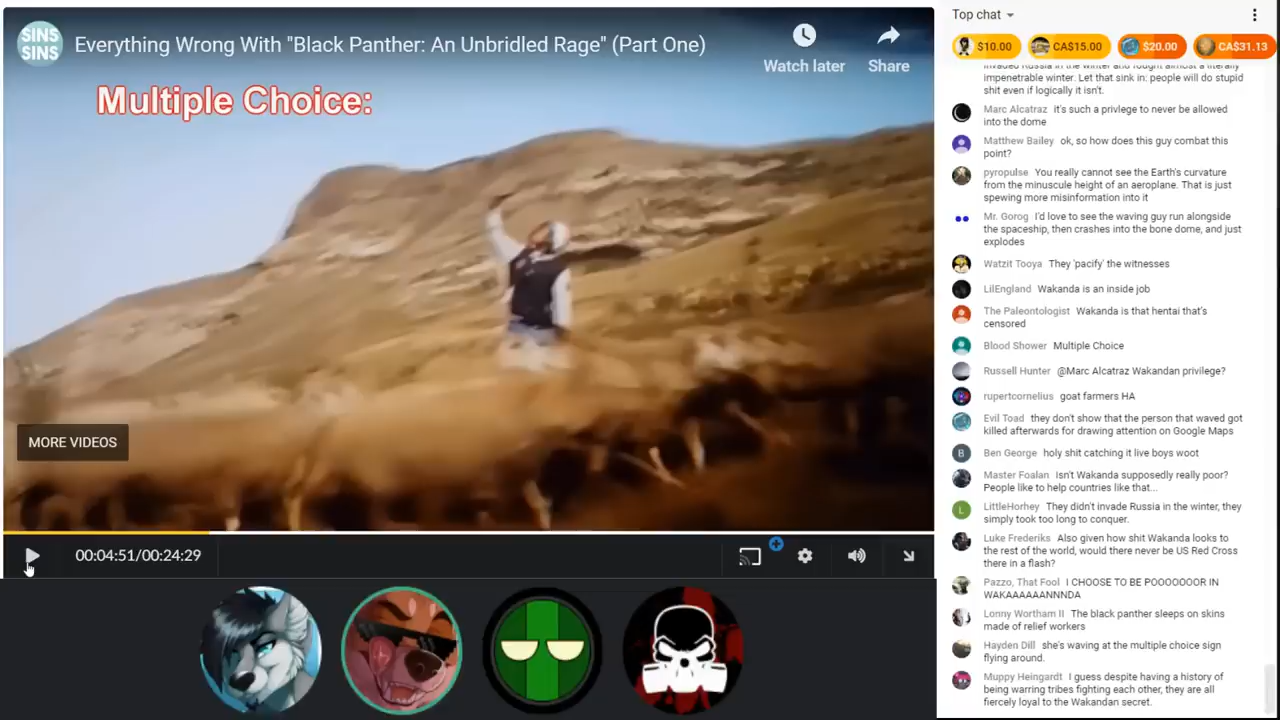 SINS
SINS
Everything Wrong With "Black Panther: An Unbridled Rage" (Part One)
Watch later
Share
Multiple Choice:
MORE VIDEOS
00:04:51/00:24:29
Top chat
$10.00
CA$15.00
$20.00
CA$31.13
invaded Russia in the winter and fought almost a literally
impenetrable winter. Let that sink in: people will do stupid
shit even if logically it isn't.
Marc Alcatraz it's such a privlege to never be allowed
into the dome
Matthew Bailey ok, so how does this guy combat this
point?
pyropulse You really cannot see the Earth's curvature
from the minuscule height of an aeroplane. That is just
spewing more misinformation into it
Mr. Gorog I'd love to see the waving guy run alongside
the spaceship, then crashes into the bone dome, and just
explodes
Watzit Tooya They 'pacify' the witnesses
LilEngland Wakanda is an inside job
The Paleontologist Wakanda is that hentai that's
censored
Blood Shower Multiple Choice
Russell Hunter @Marc Alcatraz Wakandan privilege?
rupertcornelius goat farmers HA
Evil Toad they don't show that the person that waved got
killed afterwards for drawing attention on Google Maps
B
Ben George holy shit catching it live boys woot
Master Foalan Isn't Wakanda supposedly really poor?
People like to help countries like that...
L
LittleHorhey They didn't invade Russia in the winter, they
simply took too long to conquer.
Luke Frederiks Also given how shit Wakanda looks to
the rest of the world, would there never be US Red Cross
there in a flash?
Pazzo, That Fool I CHOOSE TO BE POOOOOOOR IN
WAKAAAAAANNNDA
Lonny Wortham II The black panther sleeps on skins
made of relief workers
Hayden Dill she's waving at the multiple choice sign
flying around.
Muppy Heingardt I guess despite having a history of
being warring tribes fighting each other, they are all
fiercely loyal to the Wakandan secret.